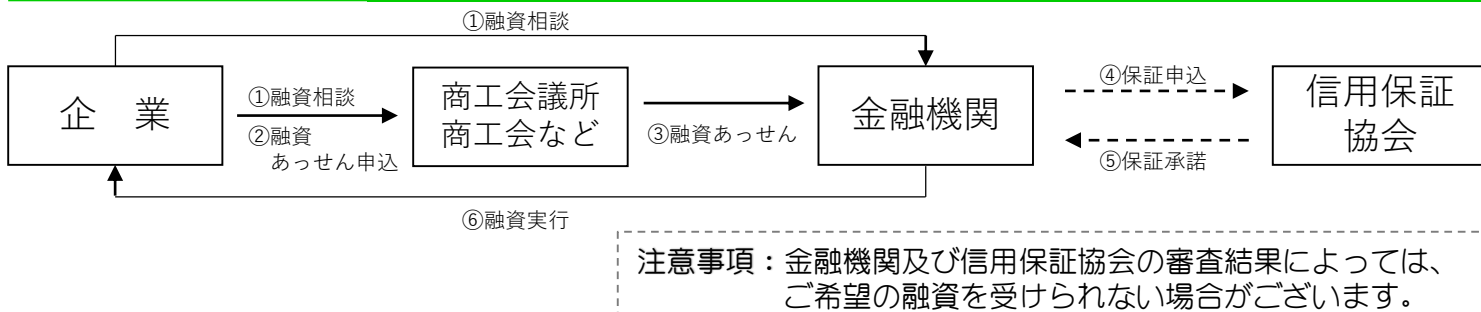 ①融資相談
企　業
①融資相談
②融資
あっせん申込
商工会議所
商工会など
③融資あっせん
金融機関
④保証申込
⑤保証承諾
信用保証
協会
⑥融資実行
注意事項：金融機関及び信用保証協会の審査結果によっては、
ご希望の融資を受けられない場合がございます。